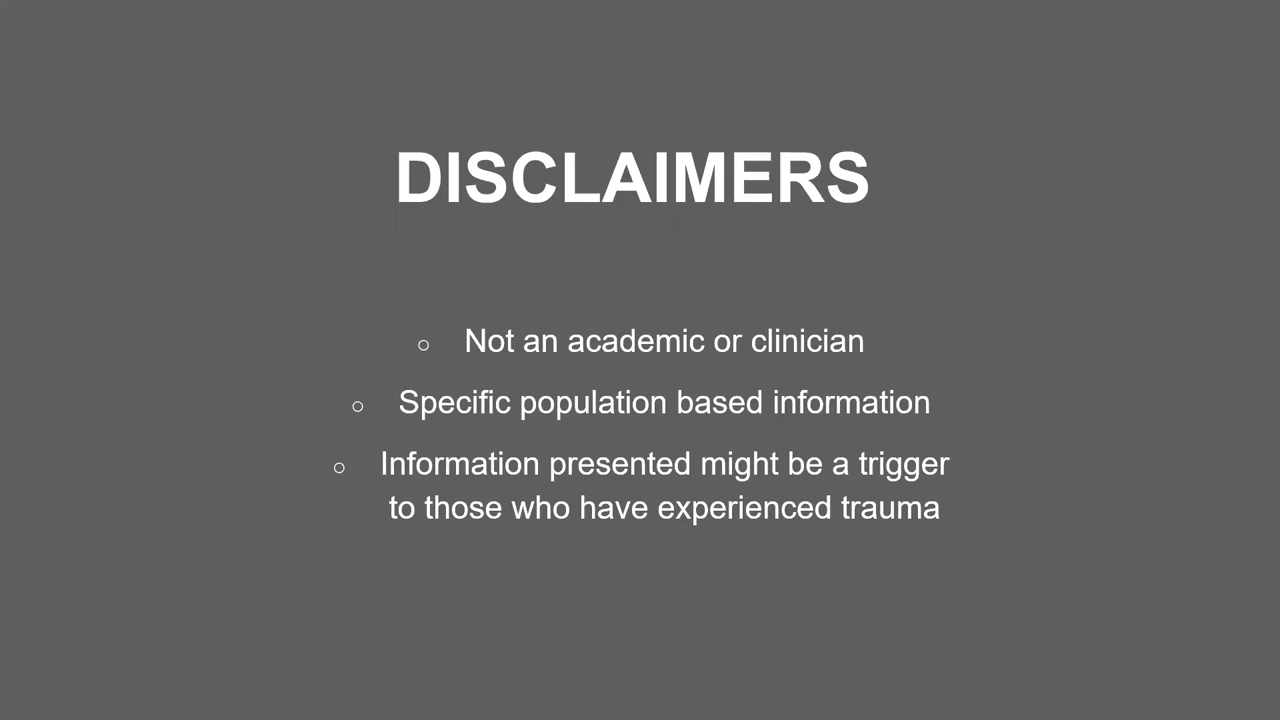 DISCLAIMERS
○ Not an academic or clinician
○ Specific population based information
○ Information presented might be a trigger
to those who have experienced trauma